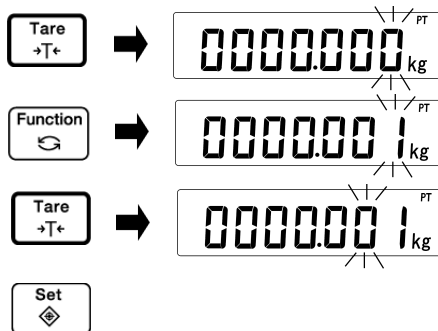 Tare
→T←
PT
0000.000 kg
Function
PT
0000.001 kg
Tare
→T←
PT
0000.001 kg
Set